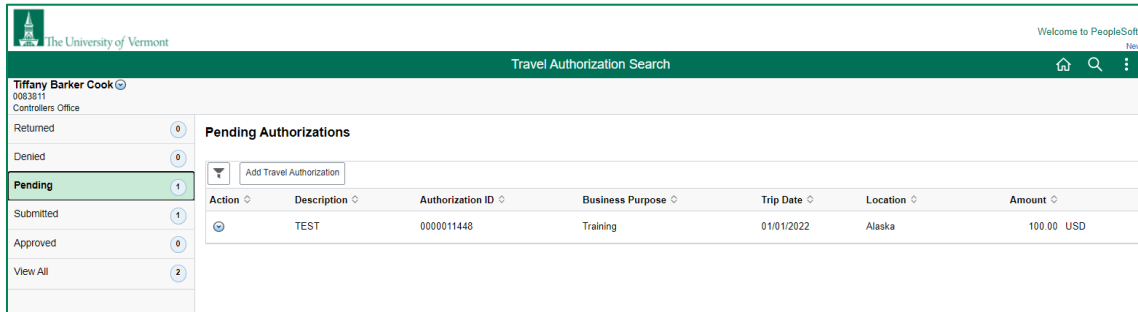 The University of Vermont
Welcome to PeopleSoft
New
Travel Authorization Search
Tiffany Barker Cook
0083811
Controllers Office
Returned 0
Denied 0
Pending 1
Submitted 1
Approved 0
View All 2
Pending Authorizations
Add Travel Authorization
Action Description Authorization ID Business Purpose Trip Date Location Amount
TEST 0000011448 Training 01/01/2022 Alaska 100.00 USD